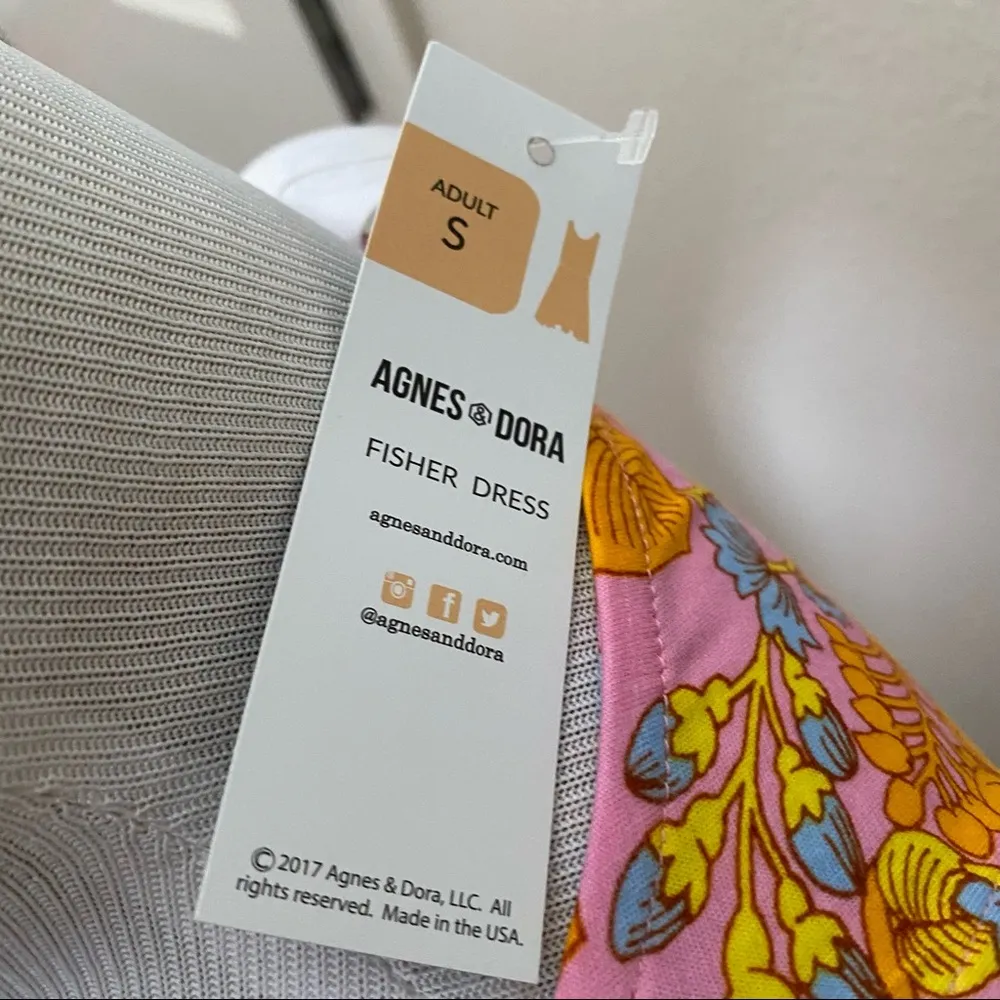 ADULT
S
AGNES & DORA
FISHER DRESS
agnesanddora.com
@agnesanddora
© 2017 Agnes & Dora, LLC. All
rights reserved. Made in the USA.